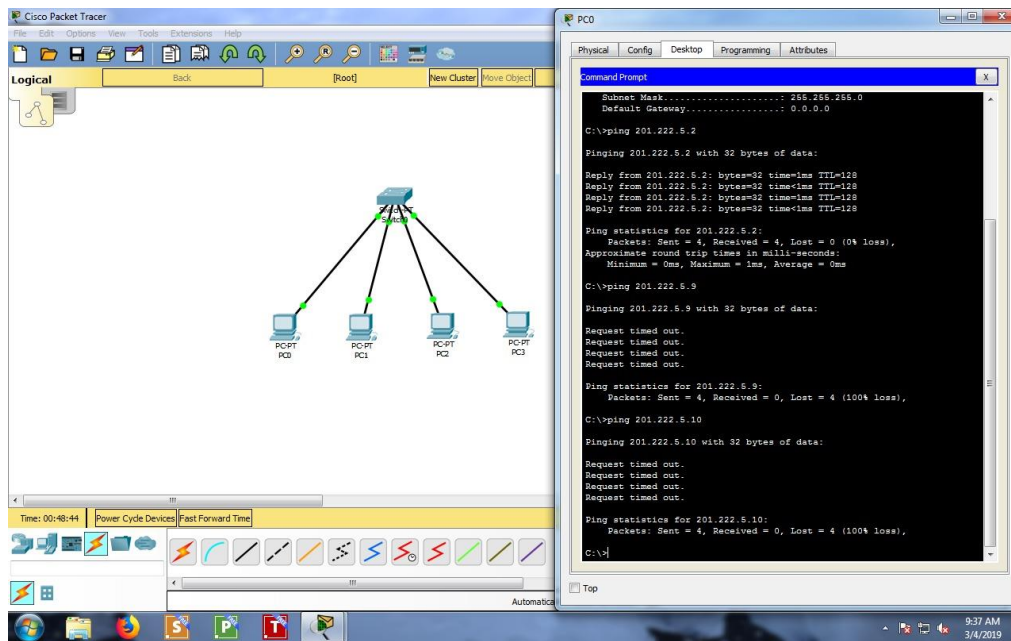 Cisco Packet Tracer
File Edit Options View Tools Extensions Help
Logical
Back
[Root]
New Cluster
Move Object
Switch-PT
PC-PT
PC0
PC-PT
PC1
PC-PT
PC2
PC-PT
PC3
Time: 00:48:44
Power Cycle Devices
Fast Forward Time
Automatica
PC0
Physical
Config
Desktop
Programming
Attributes
Command Prompt
X
Subnet Mask......................: 255.255.255.0
Default Gateway.................: 0.0.0.0
C:\>ping 201.222.5.2
Pinging 201.222.5.2 with 32 bytes of data:
Reply from 201.222.5.2: bytes=32 time=1ms TTL=128
Reply from 201.222.5.2: bytes=32 time<1ms TTL=128
Reply from 201.222.5.2: bytes=32 time=1ms TTL=128
Reply from 201.222.5.2: bytes=32 time<1ms TTL=128
Ping statistics for 201.222.5.2:
Packets: Sent = 4, Received = 4, Lost = 0 (0% loss),
Approximate round trip times in milli-seconds:
Minimum = 0ms, Maximum = 1ms, Average = 0ms
C:\>ping 201.222.5.9
Pinging 201.222.5.9 with 32 bytes of data:
Request timed out.
Request timed out.
Request timed out.
Request timed out.
Ping statistics for 201.222.5.9:
Packets: Sent = 4, Received = 0, Lost = 4 (100% loss),
C:\>ping 201.222.5.10
Pinging 201.222.5.10 with 32 bytes of data:
Request timed out.
Request timed out.
Request timed out.
Request timed out.
Ping statistics for 201.222.5.10:
Packets: Sent = 4, Received = 0, Lost = 4 (100% loss),
C:\>
Top
S
P
T
9:37 AM
3/4/2019